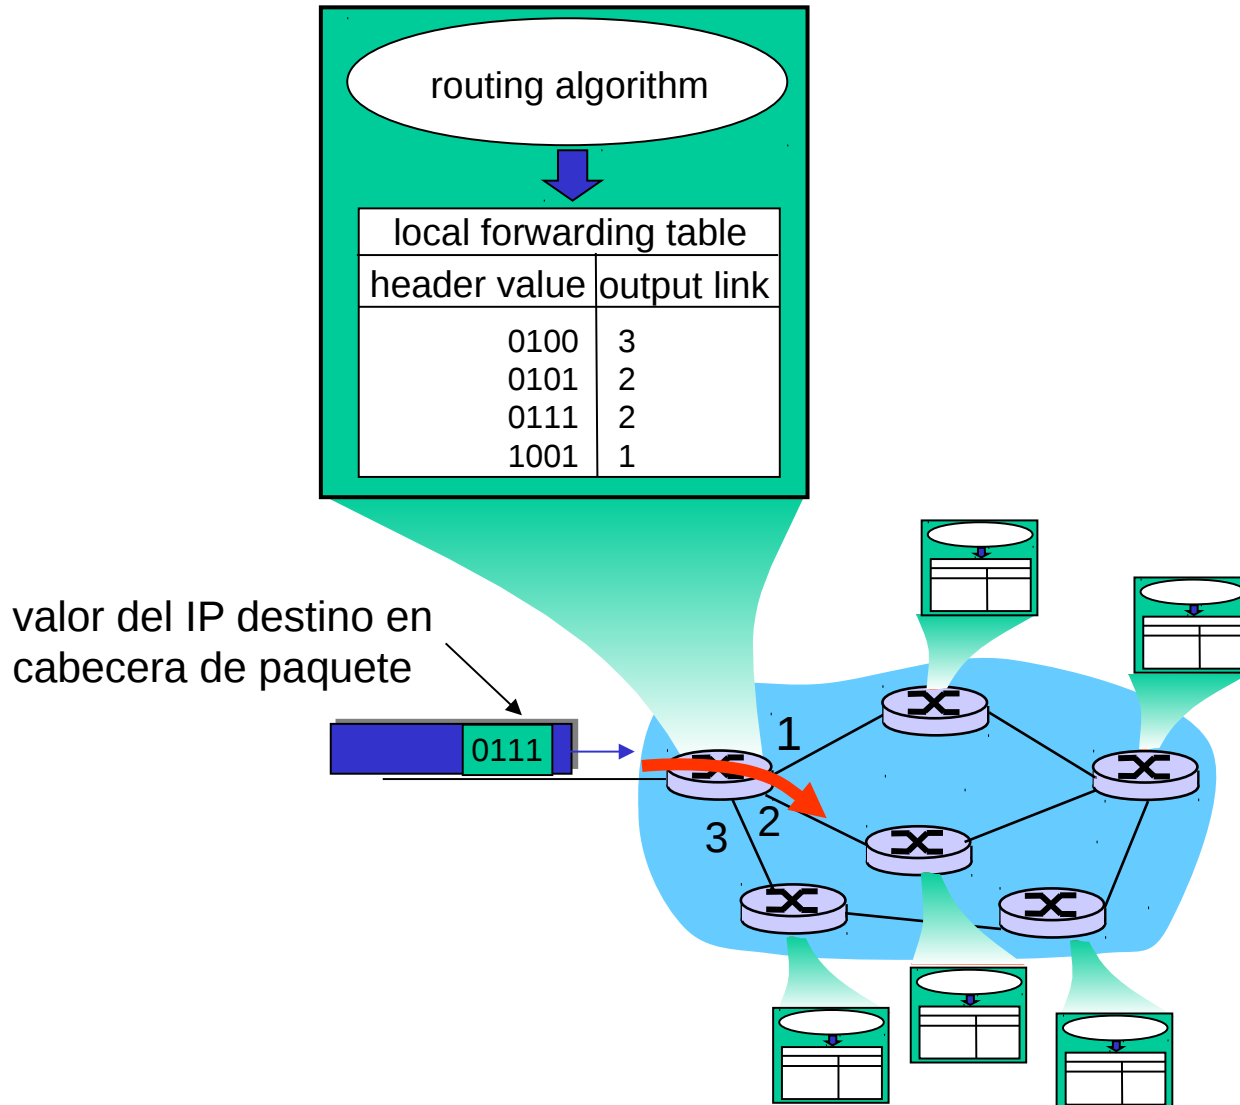 routing algorithm
local forwarding table
header value output link
0100 3
0101 2
0111 2
1001 1
valor del IP destino en
cabecera de paquete
0111
1
2
3